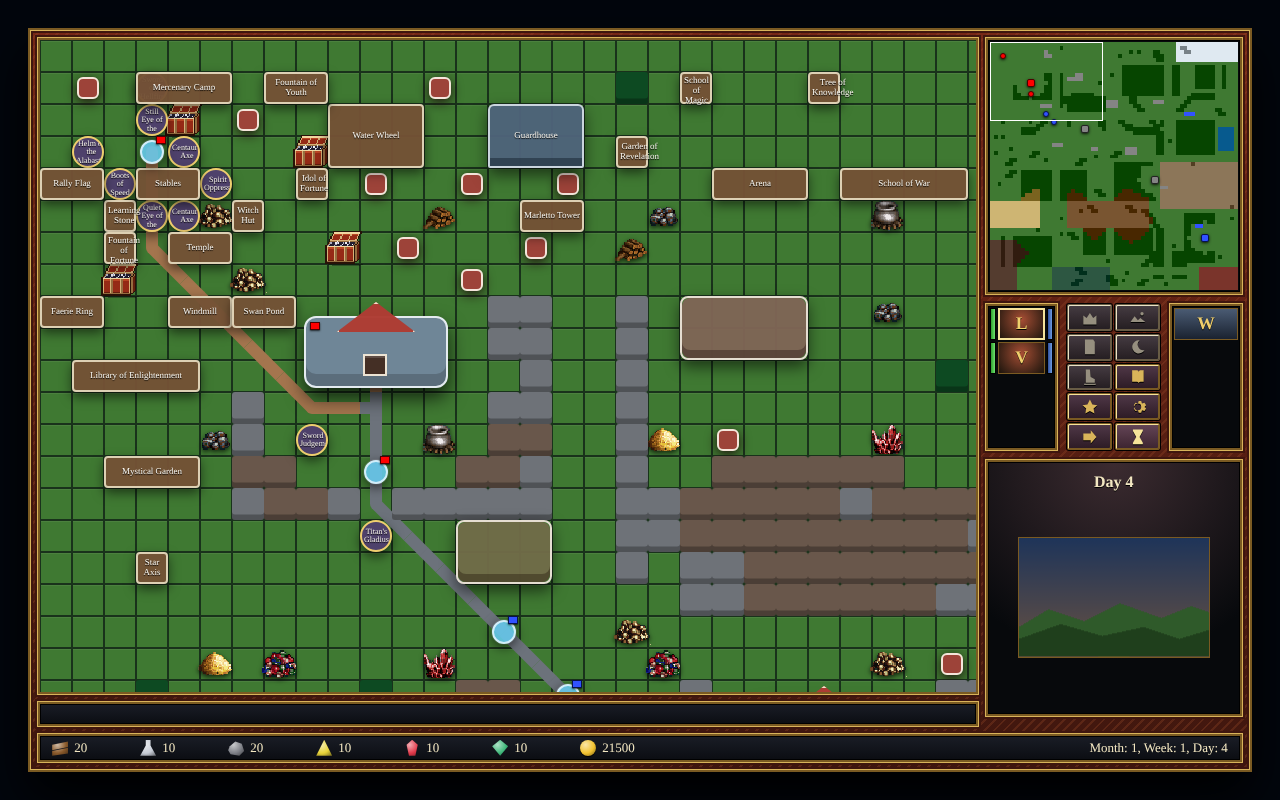 Mercenary Camp
Fountain of
Youth
School
of
Magic
Tree of
Knowledge
Still
Eye of
the
Water Wheel
Guardhouse
Helm
the
Alabas
Centaur
Axe
Garden of
Revelation
Rally Flag
Boots
of
Speed
Stables
Spirit
Oppress
Idol of
Fortune
Arena
School of War
Learning
Stone
Quiet
Eye of
the
Centaur
Axe
Witch
Hut
Marletto Tower
Fountain
of
Fortune
Temple
Faerie Ring
Windmill
Swan Pond
L
W
V
Library of Enlightenment
Sword
Judgem
Mystical Garden
Day 4
Titan's
Gladius
Star
Axis
20
10
20
10
10
10
21500
Month: 1, Week: 1, Day: 4